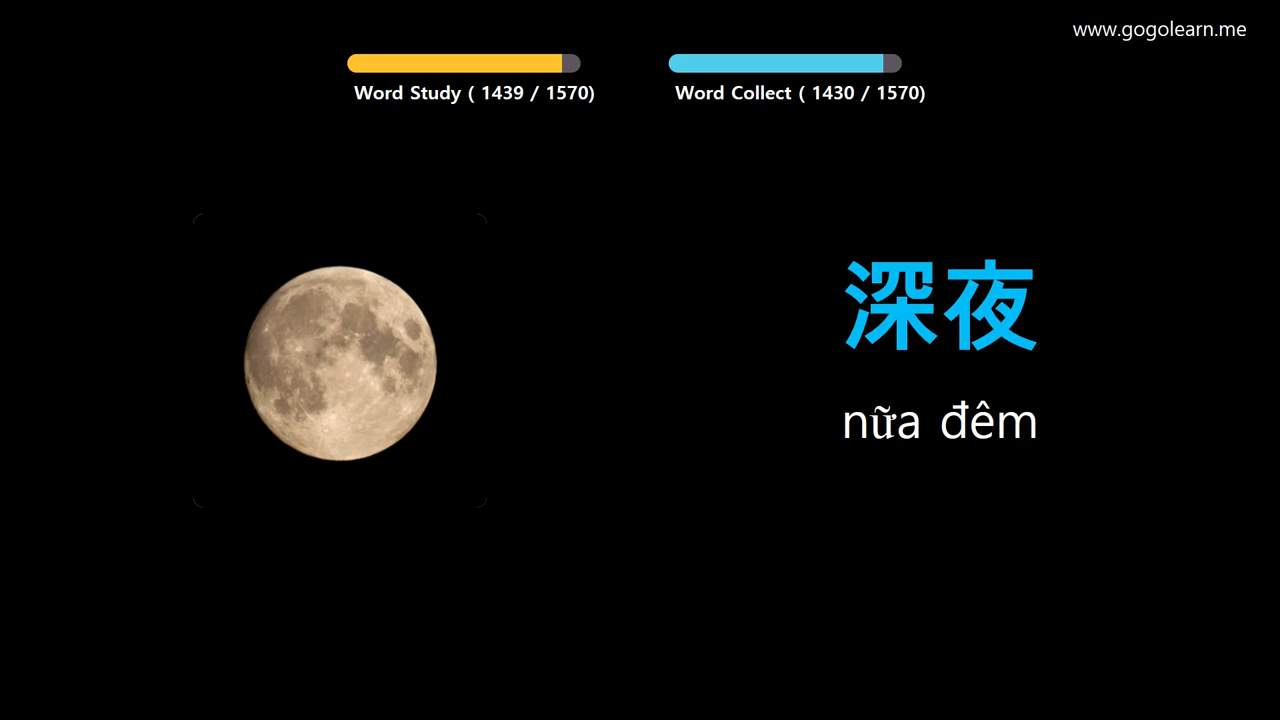 www.gogolearn.me
Word Study ( 1439 / 1570)
Word Collect ( 1430 / 1570)
深夜
nữa đêm